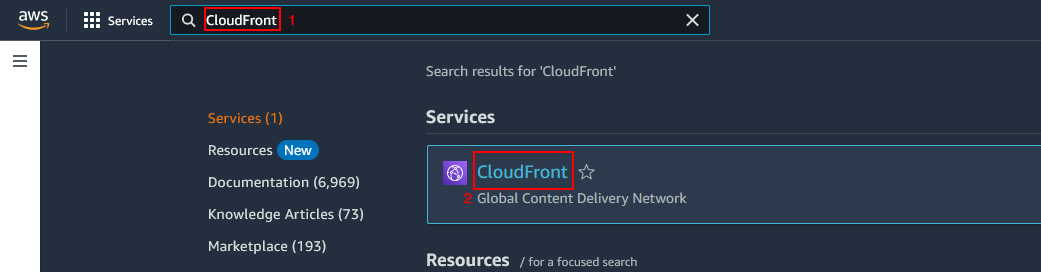 aws
Services
CloudFront 1
Search results for 'CloudFront'
Services (1)
Resources New
Documentation (6,969)
Knowledge Articles (73)
Marketplace (193)
Services
CloudFront
2 Global Content Delivery Network
Resources / for a focused search